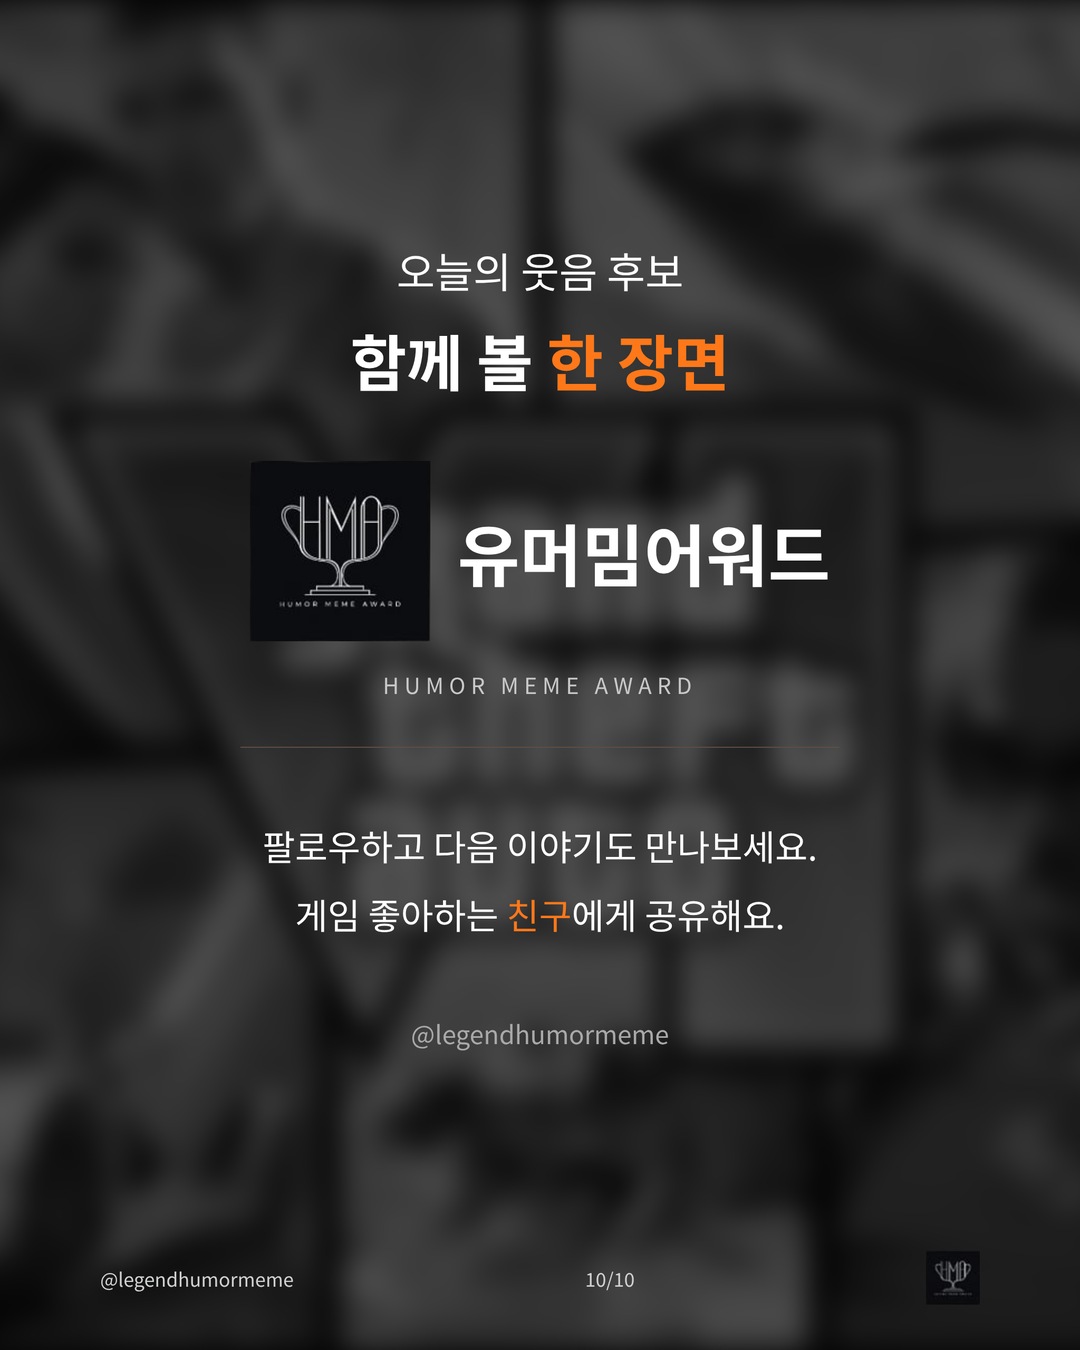 오늘의 웃음 후보
함께 볼 한 장면
HMA
HUMOR MEME AWARD
유머밈어워드
HUMOR MEME AWARD
팔로우하고 다음 이야기도 만나보세요.
게임 좋아하는 친구에게 공유해요.
@legendhumormeme
@legendhumormeme
10/10
HMA